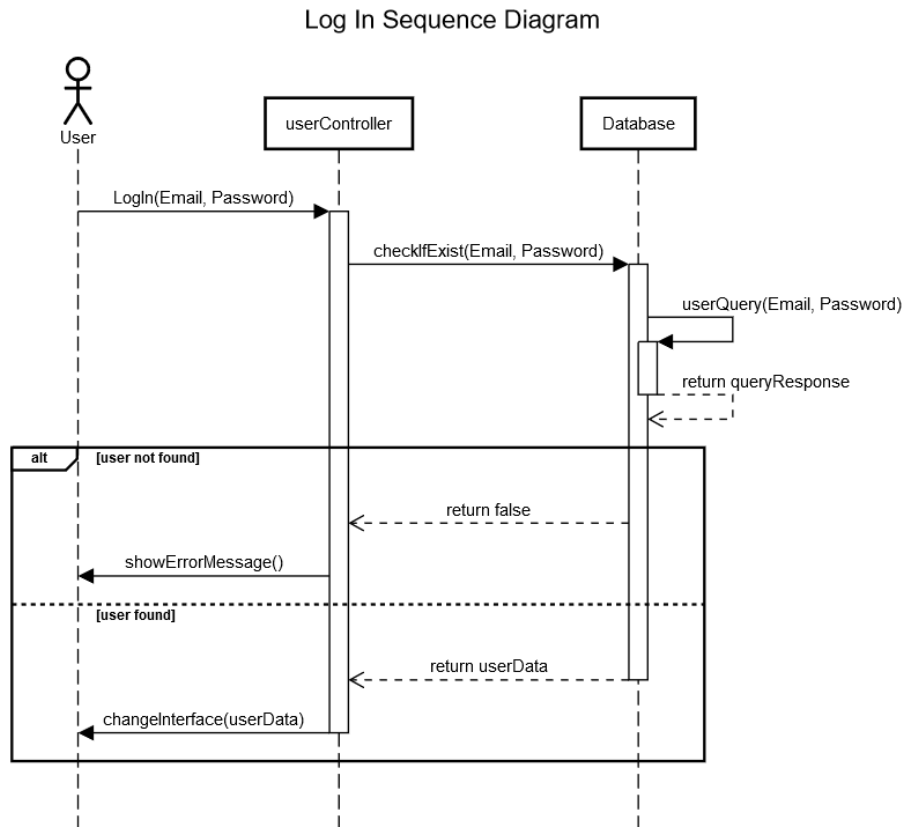 Log In Sequence Diagram
User
userController
Database
LogIn(Email, Password)
checkIfExist(Email, Password)
userQuery(Email, Password)
return queryResponse
alt
[user not found]
return false
showErrorMessage()
[user found]
return userData
changeInterface(userData)